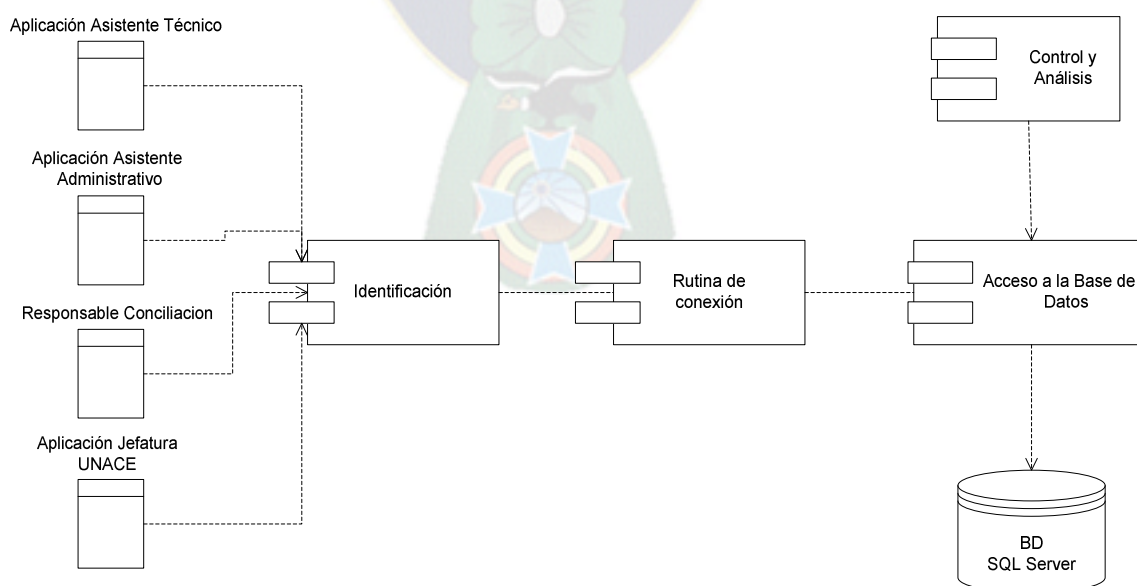 Aplicación Asistente Técnico
Aplicación Asistente
Administrativo
Responsable Conciliacion
Aplicación Jefatura
UNACE
Identificación
Rutina de
conexión
Control y
Análisis
Acceso a la Base de
Datos
BD
SQL Server